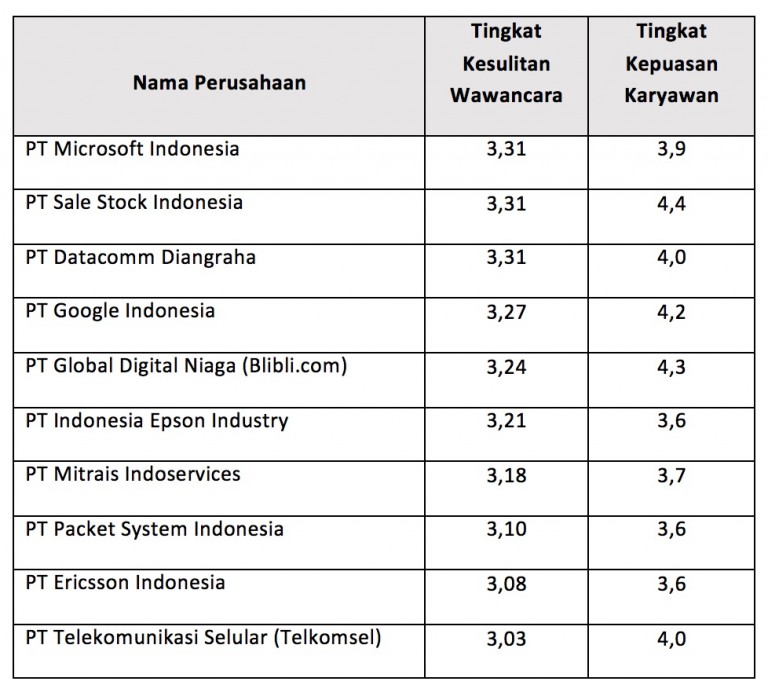 Nama Perusahaan
Tingkat
Kesulitan
Wawancara
Tingkat
Kepuasan
Karyawan
PT Microsoft Indonesia 3,31 3,9
PT Sale Stock Indonesia 3,31 4,4
PT Datacomm Diangraha 3,31 4,0
PT Google Indonesia 3,27 4,2
PT Global Digital Niaga (Blibli.com) 3,24 4,3
PT Indonesia Epson Industry 3,21 3,6
PT Mitrais Indoservices 3,18 3,7
PT Packet System Indonesia 3,10 3,6
PT Ericsson Indonesia 3,08 3,6
PT Telekomunikasi Selular (Telkomsel) 3,03 4,0